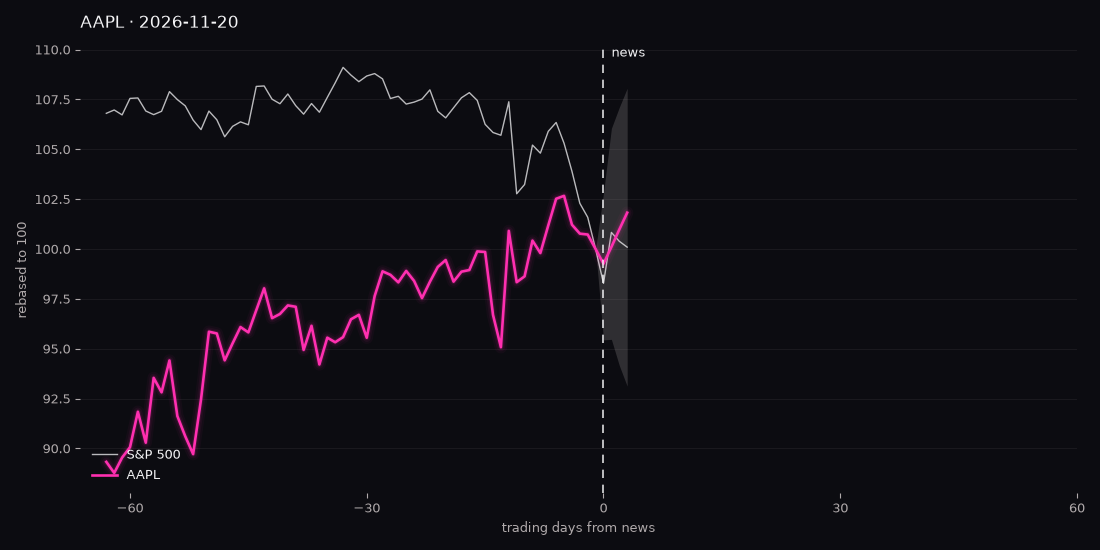 AAPL · 2026-11-20
news
110.0
107.5
105.0
102.5
100.0
97.5
95.0
92.5
90.0
rebased to 100
S&P 500
AAPL
−60
−30
0
30
60
trading days from news